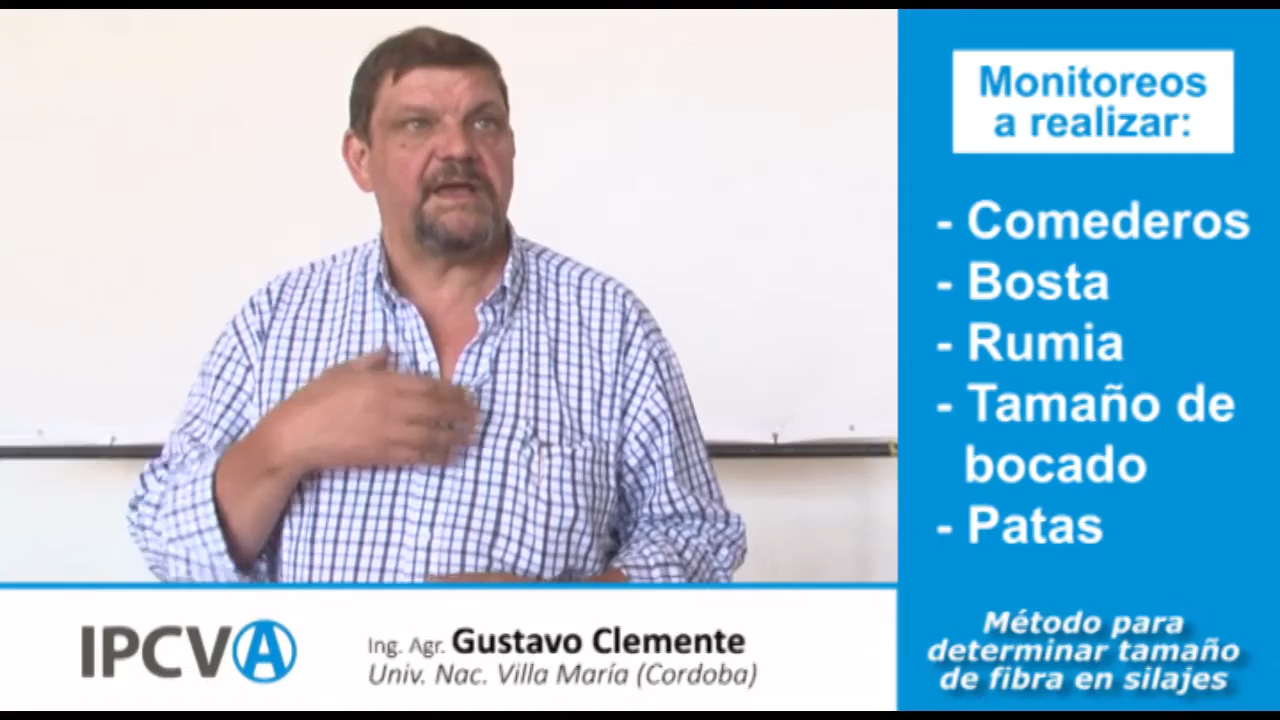 Monitoreos
a realizar:
- Comederos
- Bosta
- Rumia
- Tamaño de
bocado
- Patas
Método para
determinar tamaño
de fibra en silajes
IPCVA
Ing. Agr. Gustavo Clemente
Univ. Nac. Villa María (Cordoba)